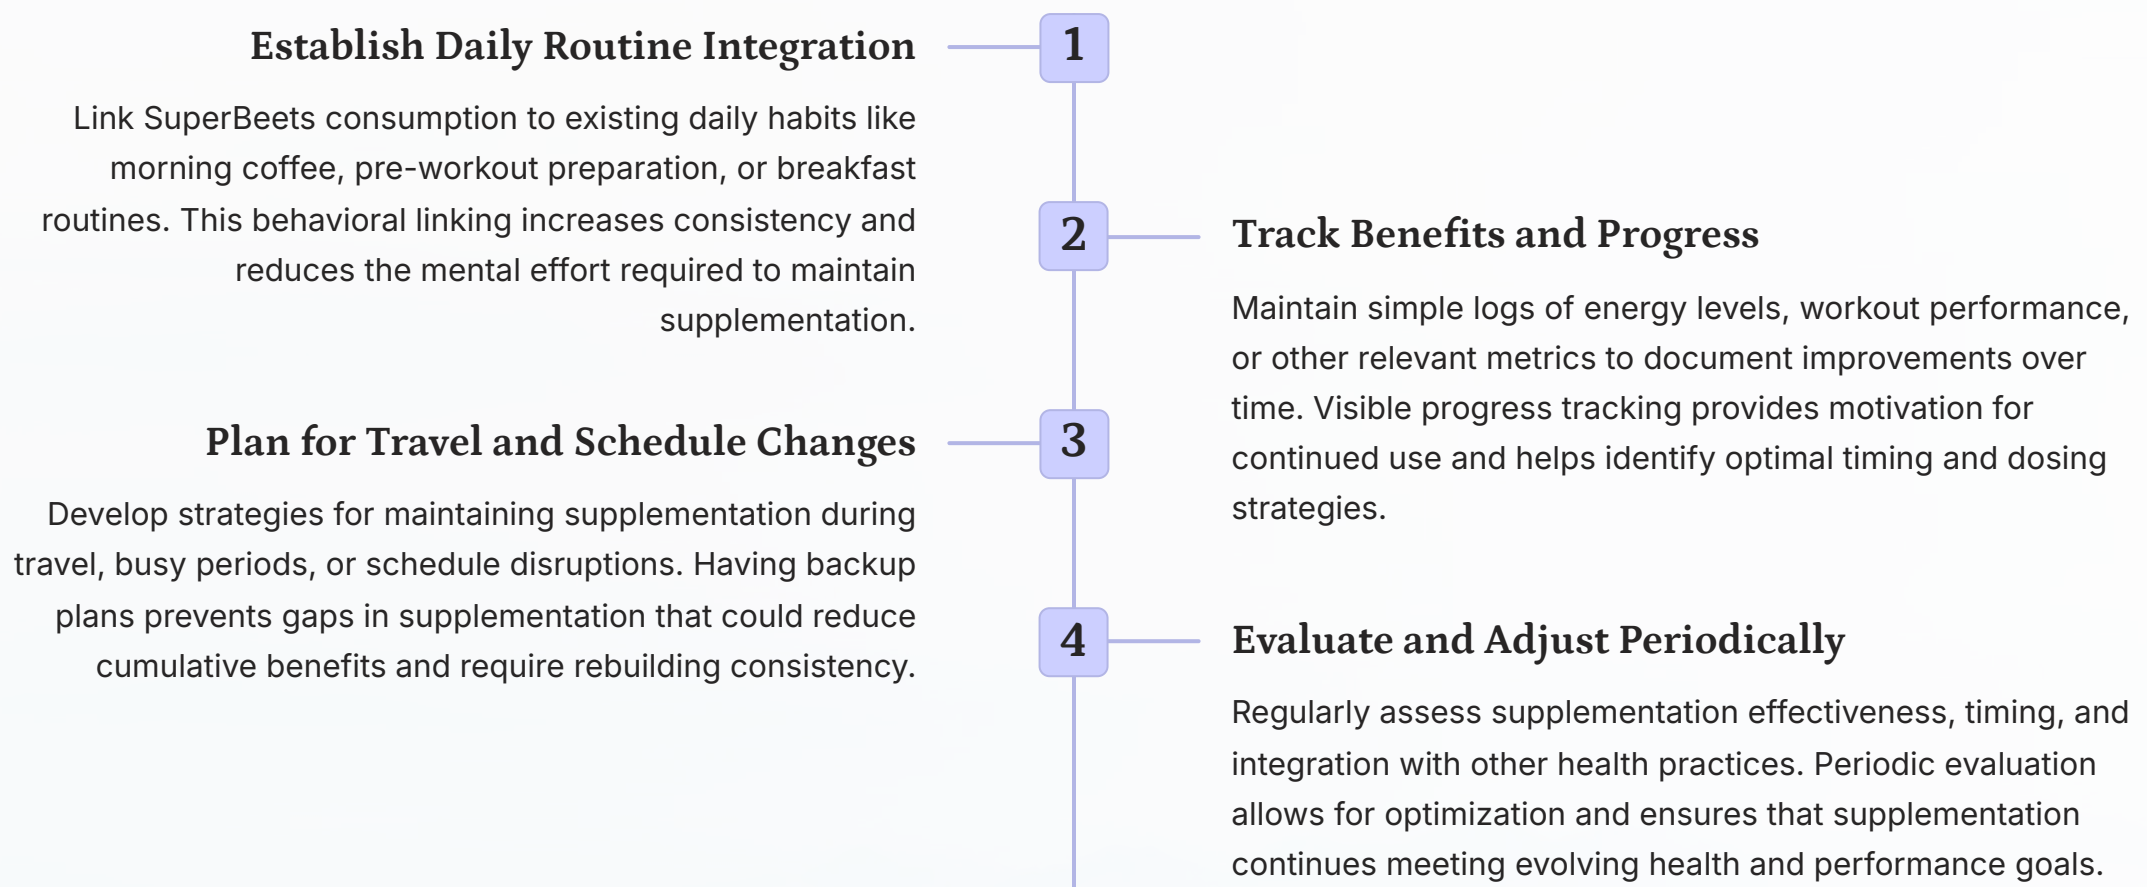 1
Establish Daily Routine Integration
Link SuperBeets consumption to existing daily habits like
morning coffee, pre-workout preparation, or breakfast
routines. This behavioral linking increases consistency and
reduces the mental effort required to maintain
supplementation.
2
Track Benefits and Progress
Maintain simple logs of energy levels, workout performance,
or other relevant metrics to document improvements over
time. Visible progress tracking provides motivation for
continued use and helps identify optimal timing and dosing
strategies.
3
Plan for Travel and Schedule Changes
Develop strategies for maintaining supplementation during
travel, busy periods, or schedule disruptions. Having backup
plans prevents gaps in supplementation that could reduce
cumulative benefits and require rebuilding consistency.
4
Evaluate and Adjust Periodically
Regularly assess supplementation effectiveness, timing, and
integration with other health practices. Periodic evaluation
allows for optimization and ensures that supplementation
continues meeting evolving health and performance goals.